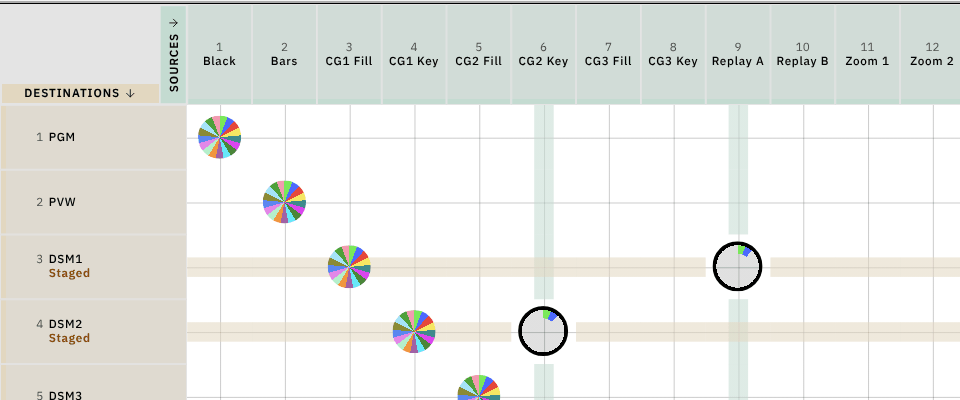 SOURCES →
DESTINATIONS ↓
1 Black
2 Bars
3 CG1 Fill
4 CG1 Key
5 CG2 Fill
6 CG2 Key
7 CG3 Fill
8 CG3 Key
9 Replay A
10 Replay B
11 Zoom 1
12 Zoom 2
1 PGM
2 PVW
3 DSM1
Staged
4 DSM2
Staged
5 DSM3